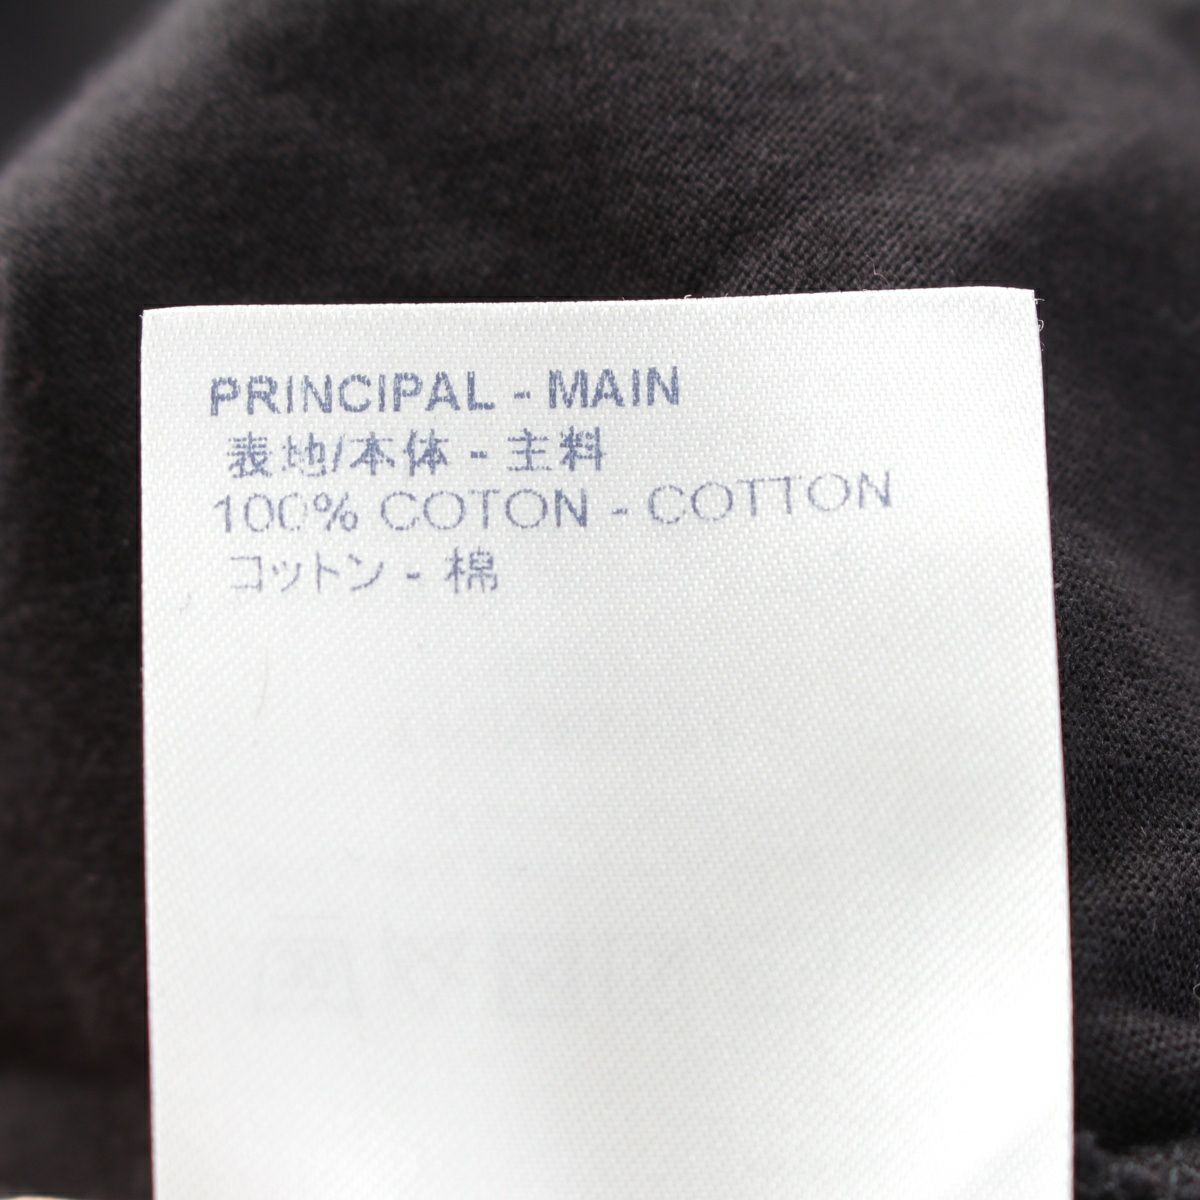 PRINCIPAL - MAIN
表地/本体 - 主料
100% COTON - COTTON
コットン - 棉